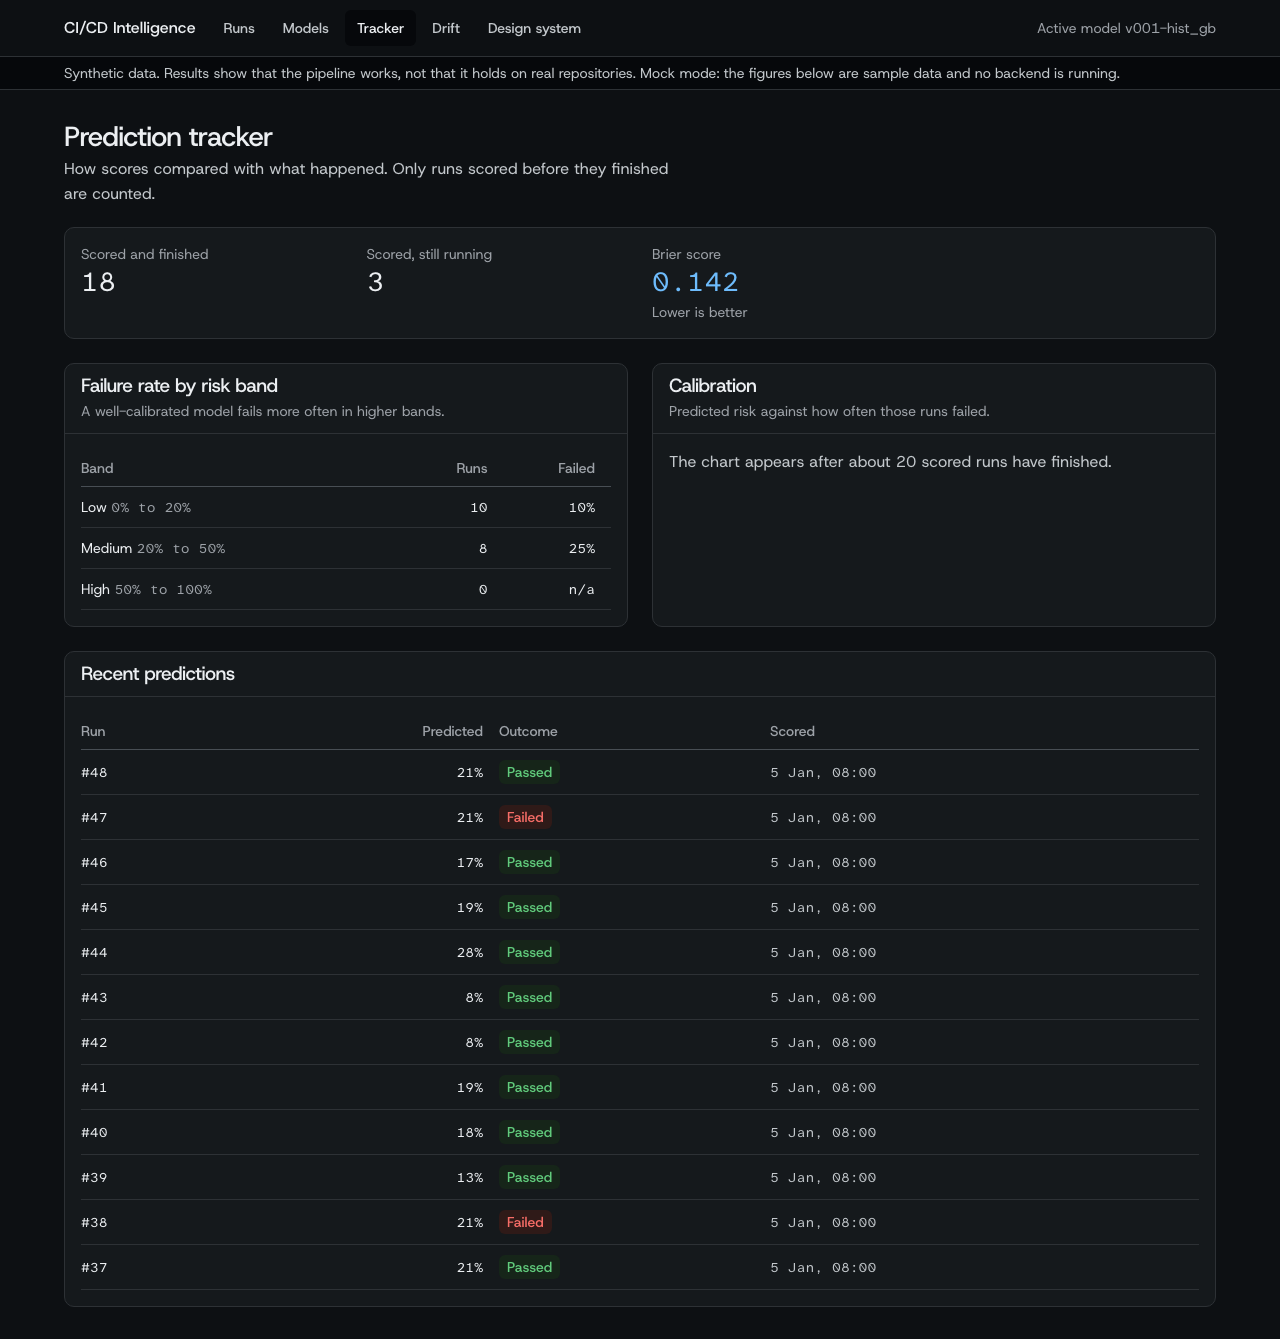 CI/CD Intelligence Runs Models Tracker Drift Design system Active model v001-hist_gb
Synthetic data. Results show that the pipeline works, not that it holds on real repositories. Mock mode: the figures below are sample data and no backend is running.
Prediction tracker
How scores compared with what happened. Only runs scored before they finished
are counted.
Scored and finished
18
Scored, still running
3
Brier score
0.142
Lower is better
Failure rate by risk band
A well-calibrated model fails more often in higher bands.
Band Runs Failed
Low 0% to 20% 10 10%
Medium 20% to 50% 8 25%
High 50% to 100% 0 n/a
Calibration
Predicted risk against how often those runs failed.
The chart appears after about 20 scored runs have finished.
Recent predictions
Run Predicted Outcome Scored
#48 21% Passed 5 Jan, 08:00
#47 21% Failed 5 Jan, 08:00
#46 17% Passed 5 Jan, 08:00
#45 19% Passed 5 Jan, 08:00
#44 28% Passed 5 Jan, 08:00
#43 8% Passed 5 Jan, 08:00
#42 8% Passed 5 Jan, 08:00
#41 19% Passed 5 Jan, 08:00
#40 18% Passed 5 Jan, 08:00
#39 13% Passed 5 Jan, 08:00
#38 21% Failed 5 Jan, 08:00
#37 21% Passed 5 Jan, 08:00